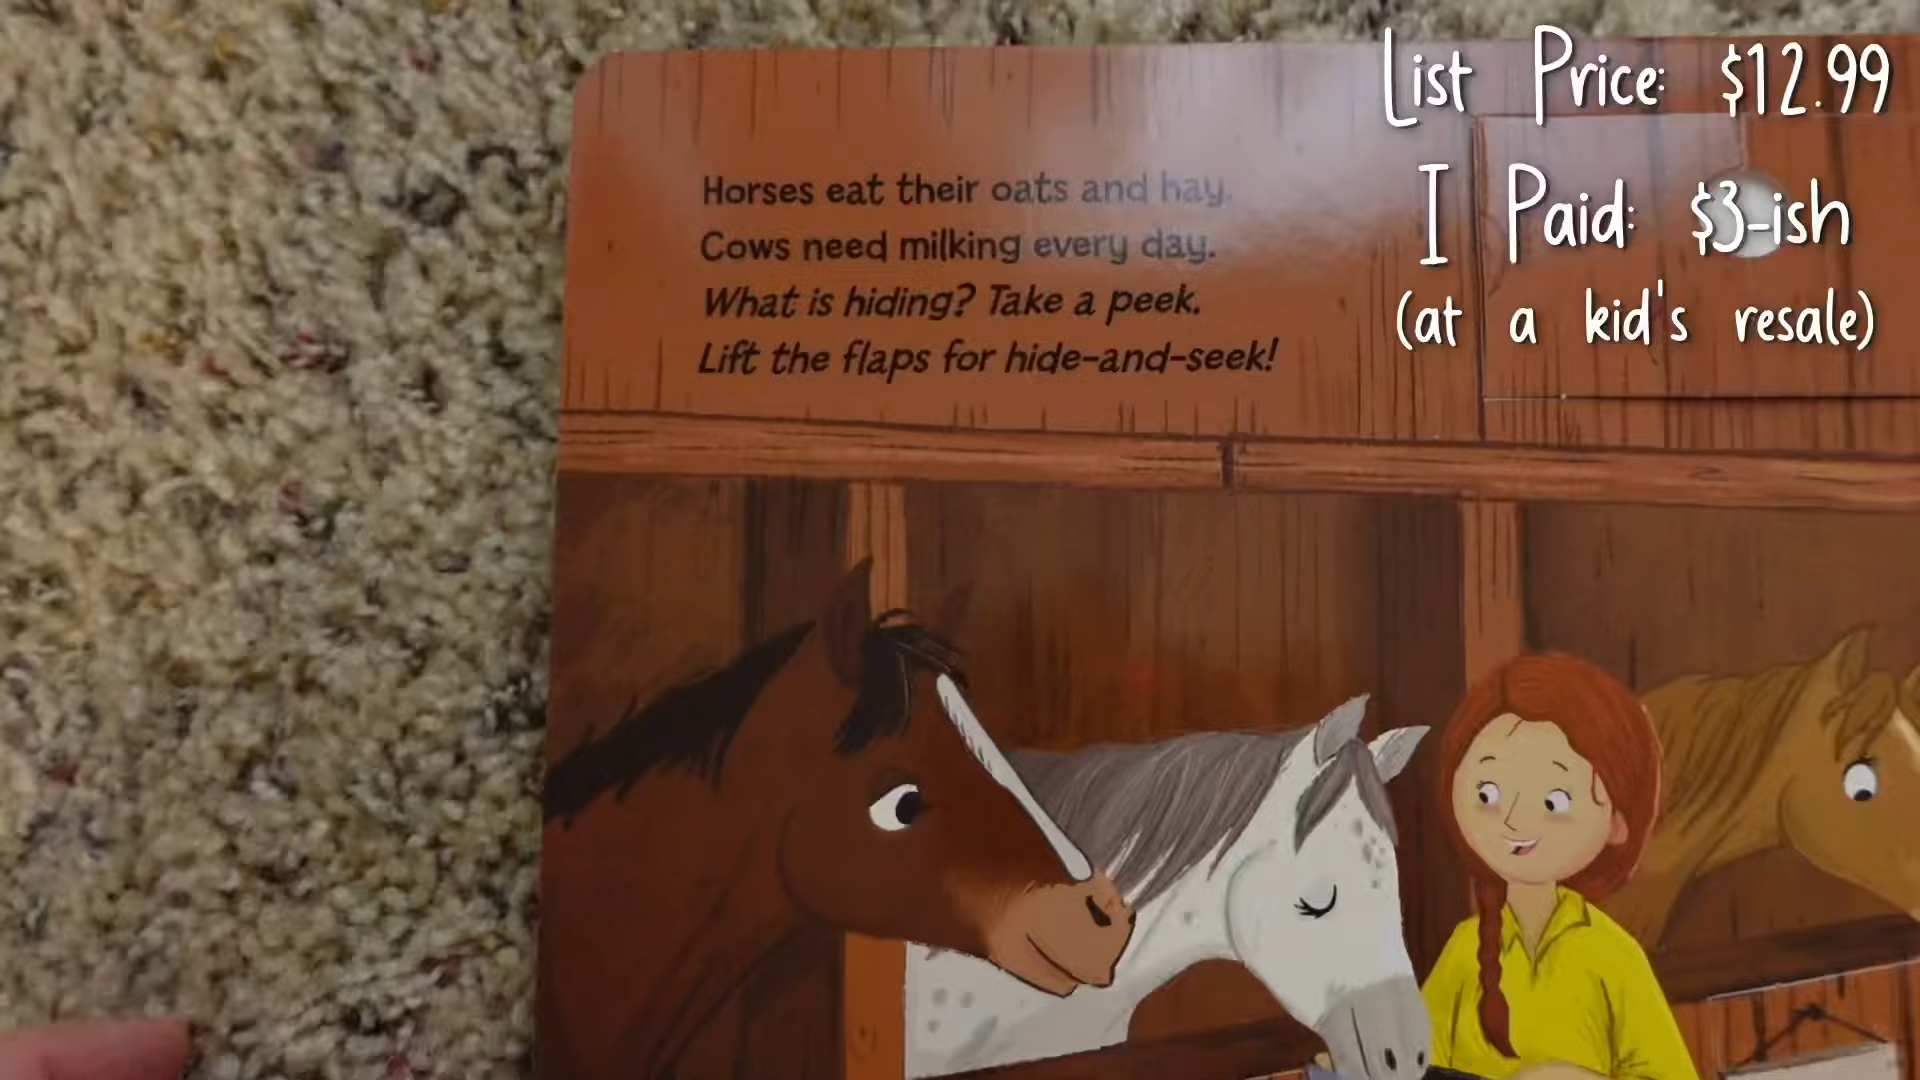 List Price: $12.99
I Paid: $3-ish
(at a kid's resale)
Horses eat their oats and hay.
Cows need milking every day.
What is hiding? Take a peek.
Lift the flaps for hide-and-seek!